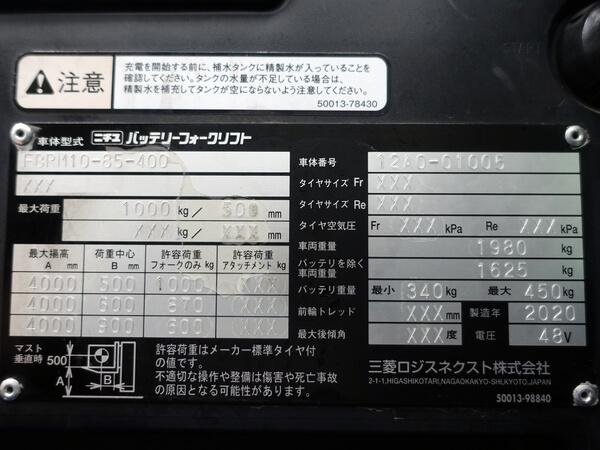 注意
充電を開始する前に、補水タンクに精製水が入っていることを
確認してください。タンクの水量が不足している場合は、
精製水を補充してタンクが空にならないよう注意してください。
50013-78430
車体型式 ニチユ バッテリーフォークリフト
FBRM10-85-400
XXX
最大荷重 1000 kg/ 500 mm
XXX kg/ XXX mm
最大揚高 A mm 荷重中心 B mm 許容荷重 フォークのみ kg 許容荷重 アタッチメント kg
4000 500 1000 XXX
4000 600 870 XXX
4000 900 600 XXX
マスト垂直時 500 A B
許容荷重はメーカー標準タイヤ付
の値です。
不適切な操作や整備は傷害や死亡事故
の原因となる可能性があります。
車体番号 12A0-01005
タイヤサイズ Fr XXX
タイヤサイズ Re XXX
タイヤ空気圧 Fr XXX kPa Re XXX kPa
車両重量 1980 kg
バッテリを除く車両重量 1625 kg
バッテリ重量 最小 340 kg 最大 450 kg
前輪トレッド XXX mm 製造年 2020
最大後傾角 XXX 度 電圧 48 V
三菱ロジスネクスト株式会社
2-1-1,HIGASHIKOTARI,NAGAOKAKYO-SHI,KYOTO,JAPAN
50013-98840